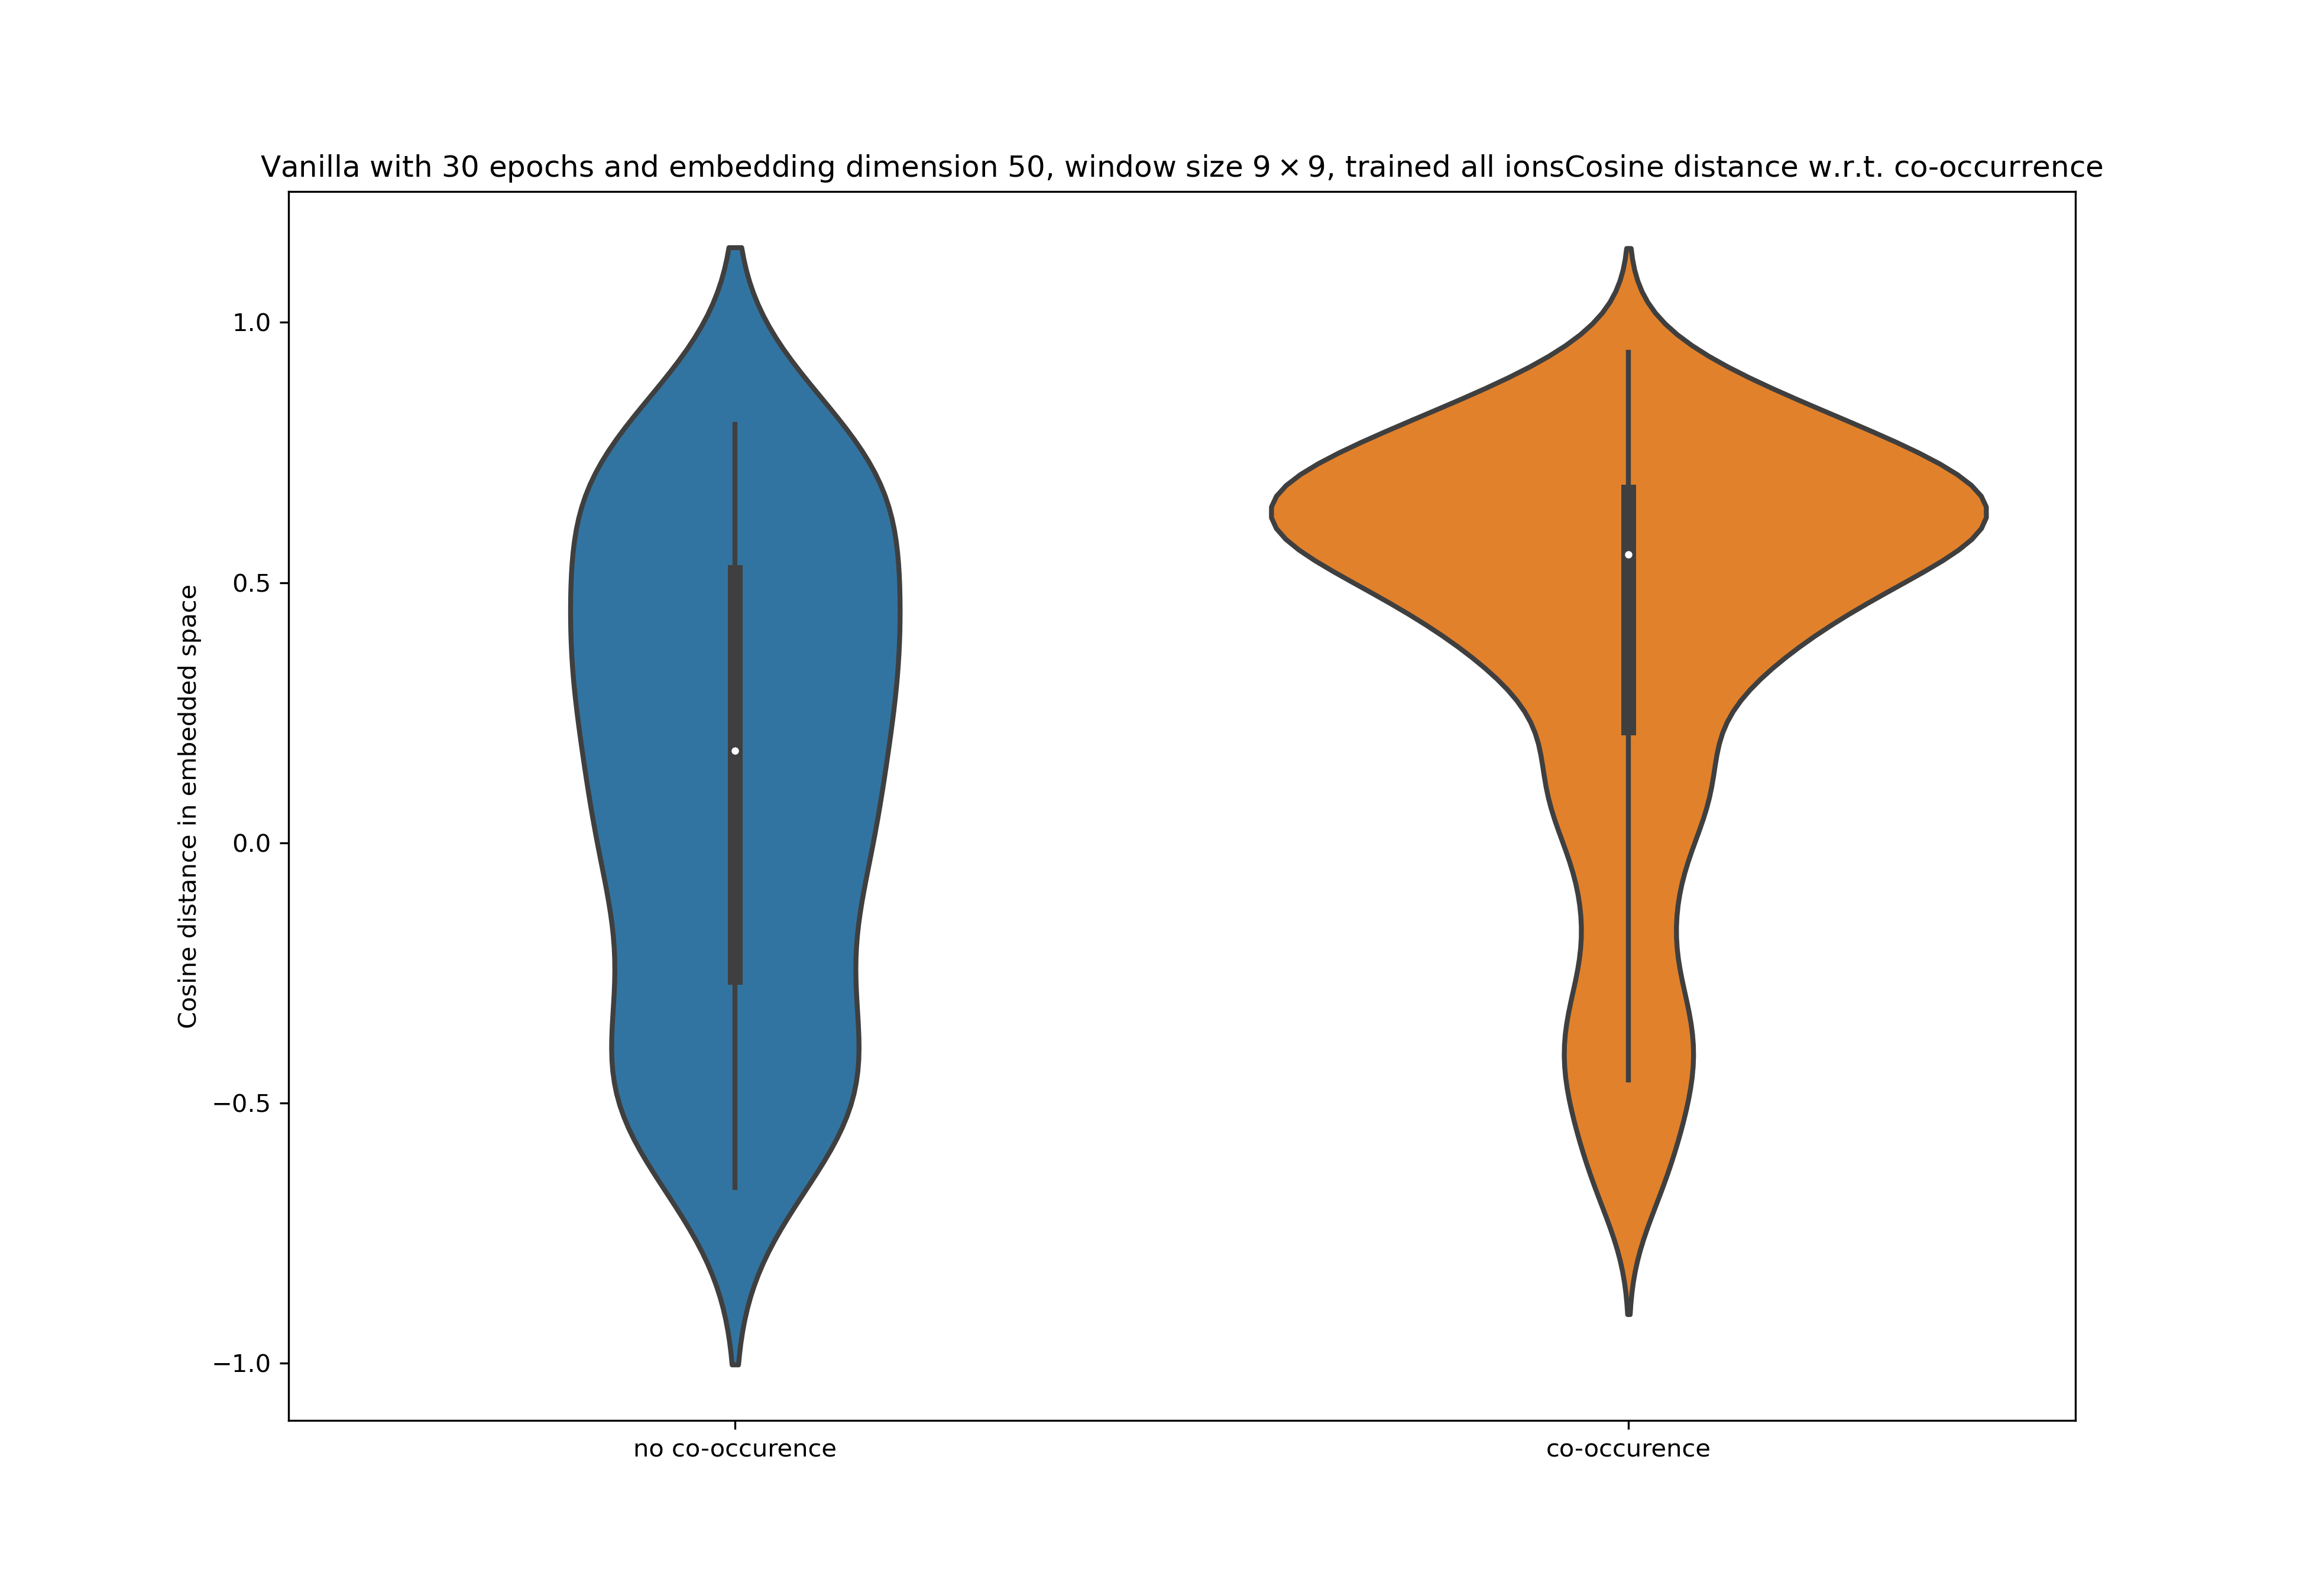 Vanilla with 30 epochs and embedding dimension 50, window size 9 × 9, trained all ionsCosine distance w.r.t. co-occurrence
1.0
0.5
0.0
−0.5
−1.0
Cosine distance in embedded space
no co-occurence
co-occurence